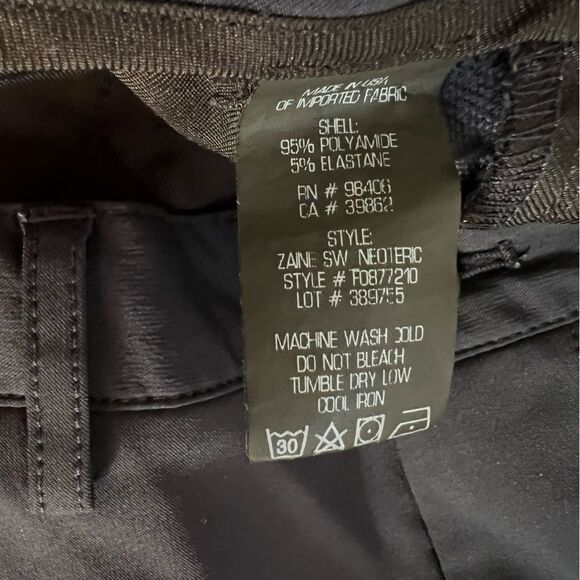 MADE IN USA
OF IMPORTED FABRIC
SHELL:
95% POLYAMIDE
5% ELASTANE
RN # 98406
CA # 39862
STYLE:
ZAINE SW NEOTERIC
STYLE # F0877210
LOT # 389755
MACHINE WASH COLD
DO NOT BLEACH
TUMBLE DRY LOW
COOL IRON
30